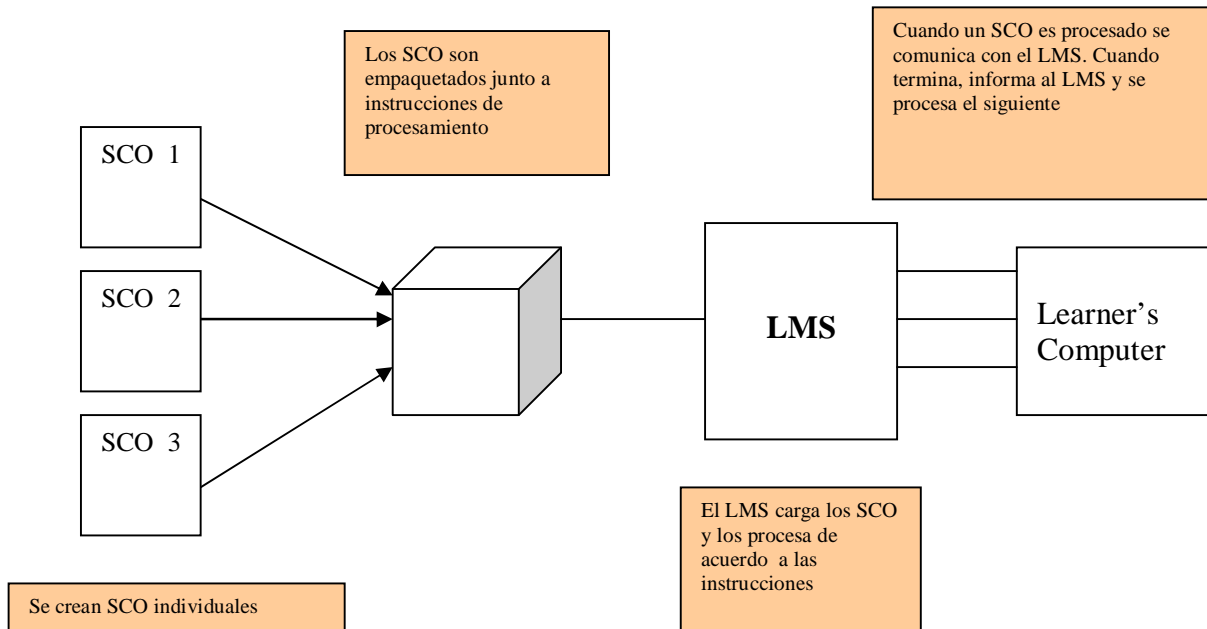 Los SCO son
empaquetados junto a
instrucciones de
procesamiento
Cuando un SCO es procesado se
comunica con el LMS. Cuando
termina, informa al LMS y se
procesa el siguiente
SCO 1
SCO 2
SCO 3
LMS
Learner's
Computer
El LMS carga los SCO
y los procesa de
acuerdo a las
instrucciones
Se crean SCO individuales